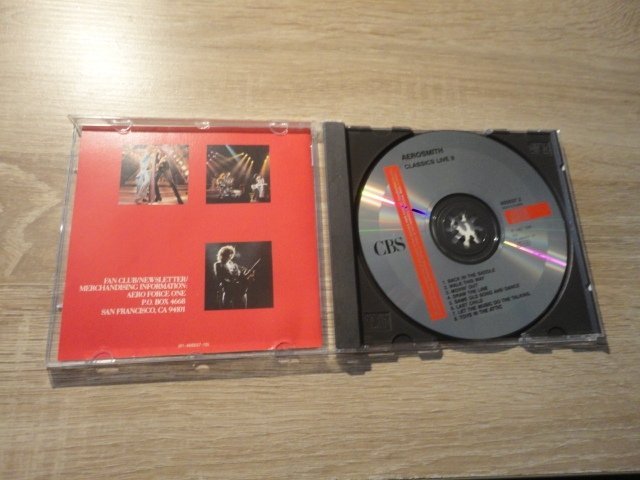 FAN CLUB/NEWSLETTER/
MERCHANDISING INFORMATION:
AERO FORCE ONE
P.O. BOX 4668
SAN FRANCISCO, CA 94101
AEROSMITH
CLASSICS LIVE II
CBS
1. BACK IN THE SADDLE
2. WALK THIS WAY
3. MOVIN' OUT
4. DRAW THE LINE
5. SAME OLD SONG AND DANCE
6. LAST CHILD
7. LET THE MUSIC DO THE TALKING
8. TOYS IN THE ATTIC